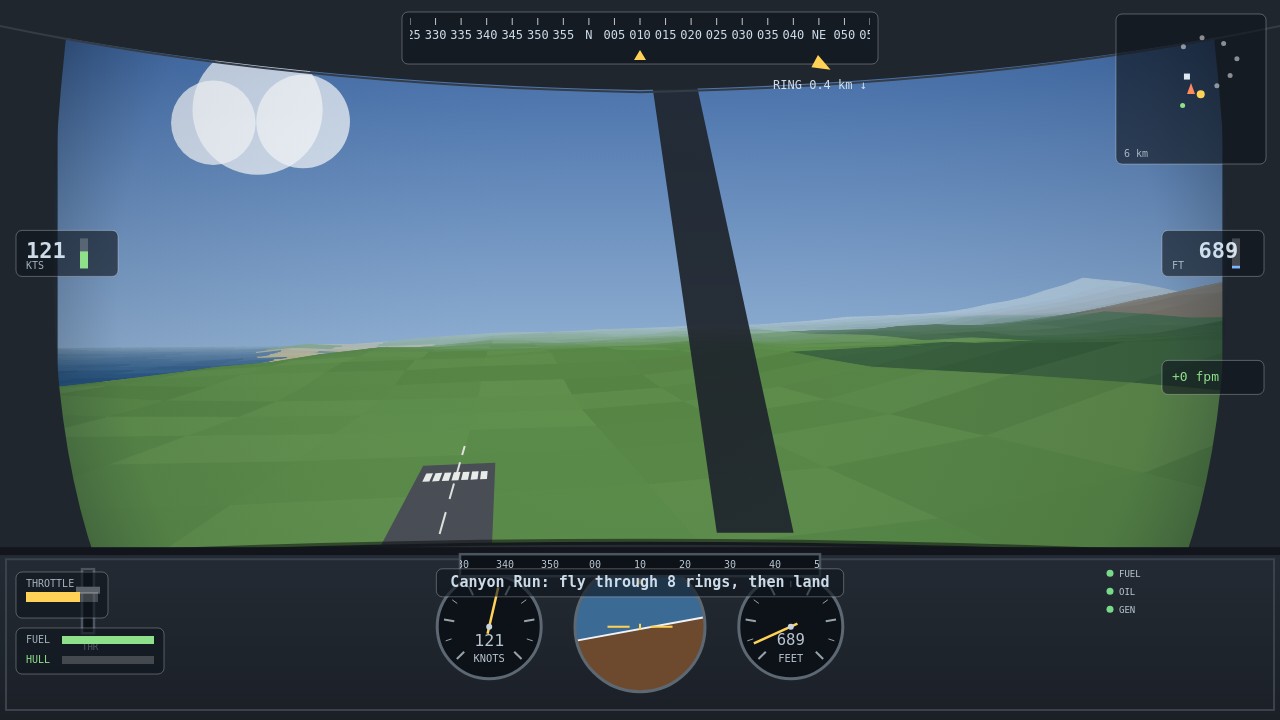 330 335 340 345 350 355 N 005 010 015 020 025 030 035 040 NE 050
RING 0.4 km ↓
6 km
121
KTS
689
FT
+0 fpm
340 350 00 10 20 30 40
Canyon Run: fly through 8 rings, then land
THROTTLE
THR
FUEL
HULL
121
KNOTS
689
FEET
FUEL
OIL
GEN